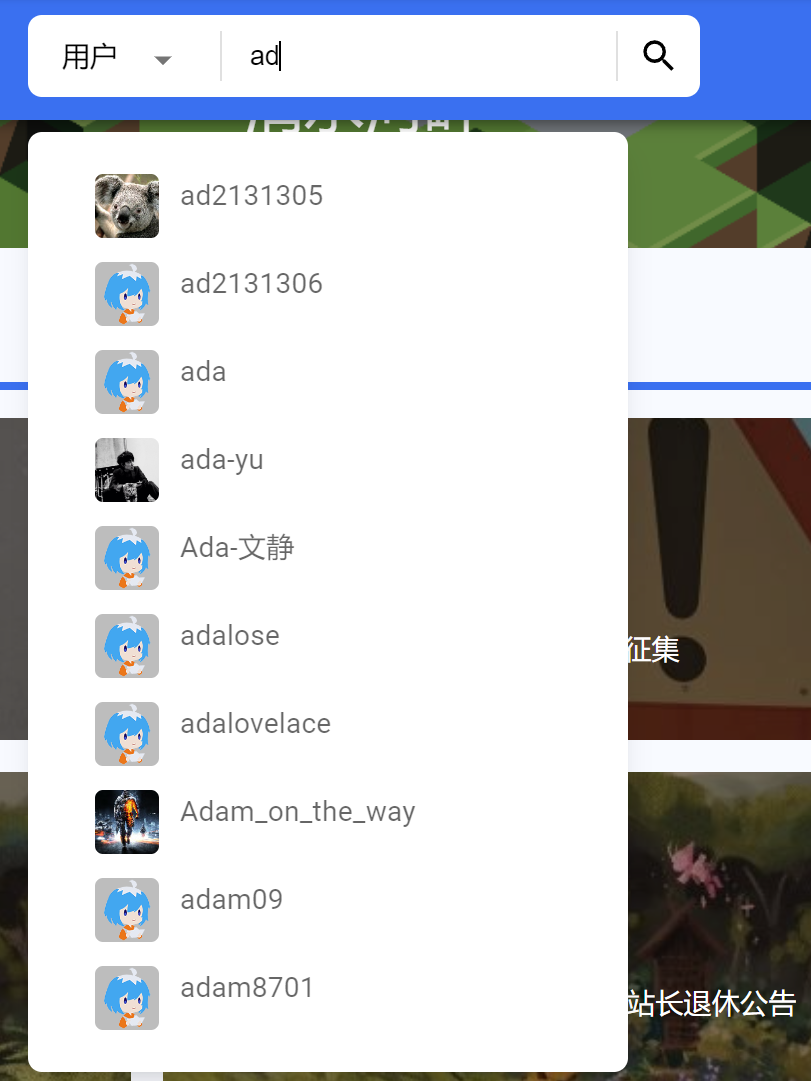 用户
ad
ad2131305
ad2131306
ada
ada-yu
Ada-文静
adalose
征集
adalovelace
Adam_on_the_way
adam09
adam8701
站长退休公告